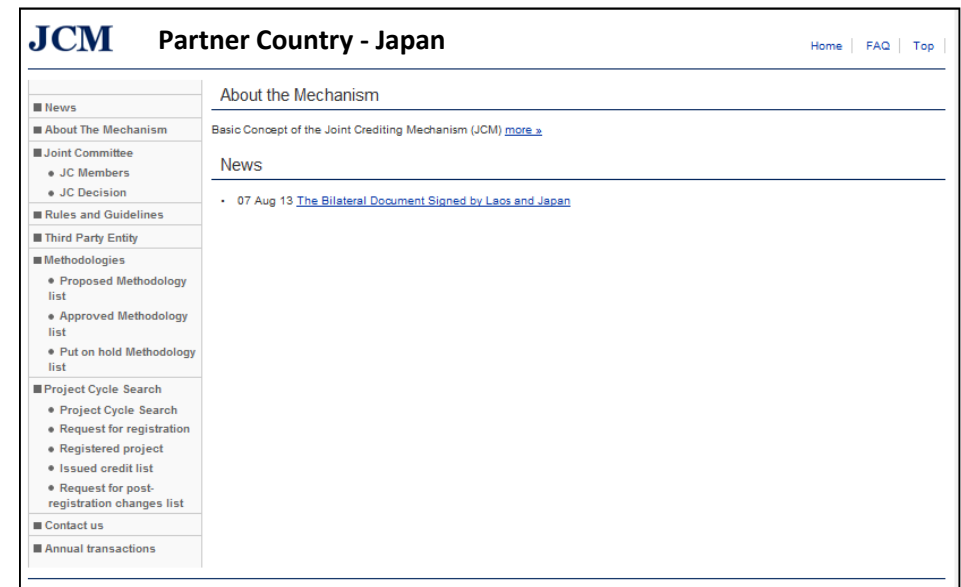 JCM Partner Country - Japan
Home | FAQ | Top |
■ News
■ About The Mechanism
■ Joint Committee
● JC Members
● JC Decision
■ Rules and Guidelines
■ Third Party Entity
■ Methodologies
● Proposed Methodology
list
● Approved Methodology
list
● Put on hold Methodology
list
■ Project Cycle Search
● Project Cycle Search
● Request for registration
● Registered project
● Issued credit list
● Request for post-
registration changes list
■ Contact us
■ Annual transactions
About the Mechanism
Basic Concept of the Joint Crediting Mechanism (JCM) more »
News
• 07 Aug 13 The Bilateral Document Signed by Laos and Japan